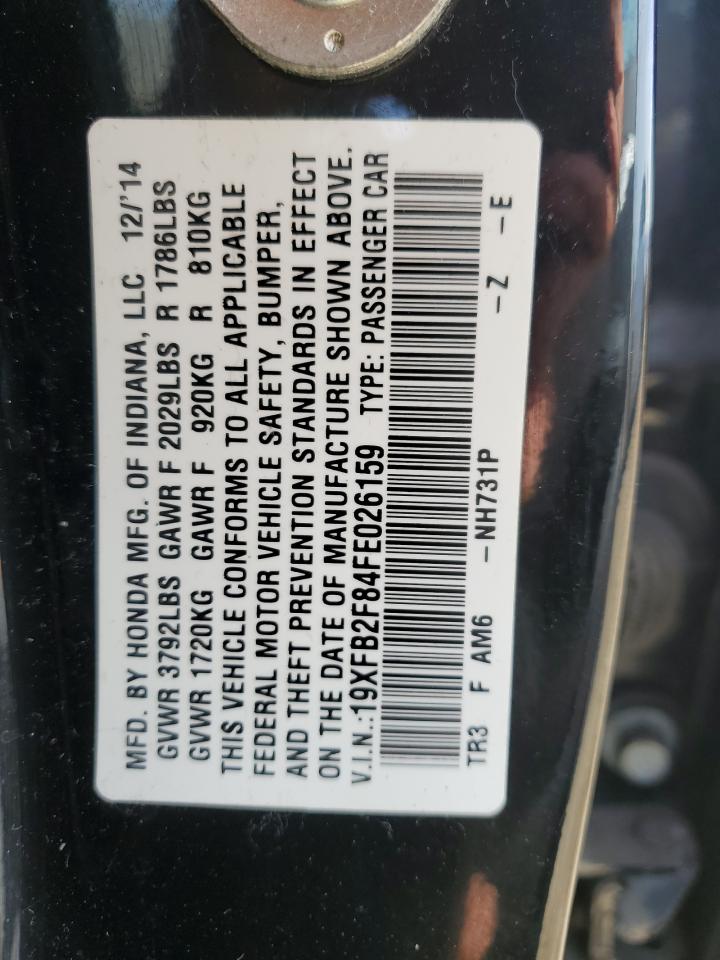 MFD. BY HONDA MFG. OF INDIANA, LLC 12/'14
GVWR 3792LBS GAWR F 2029LBS R 1786LBS
GVWR 1720KG GAWR F 920KG R 810KG
THIS VEHICLE CONFORMS TO ALL APPLICABLE
FEDERAL MOTOR VEHICLE SAFETY, BUMPER,
AND THEFT PREVENTION STANDARDS IN EFFECT
ON THE DATE OF MANUFACTURE SHOWN ABOVE.
V.I.N.:19XFB2F84FE026159 TYPE: PASSENGER CAR
TR3 F AM6 -NH731P -Z -E